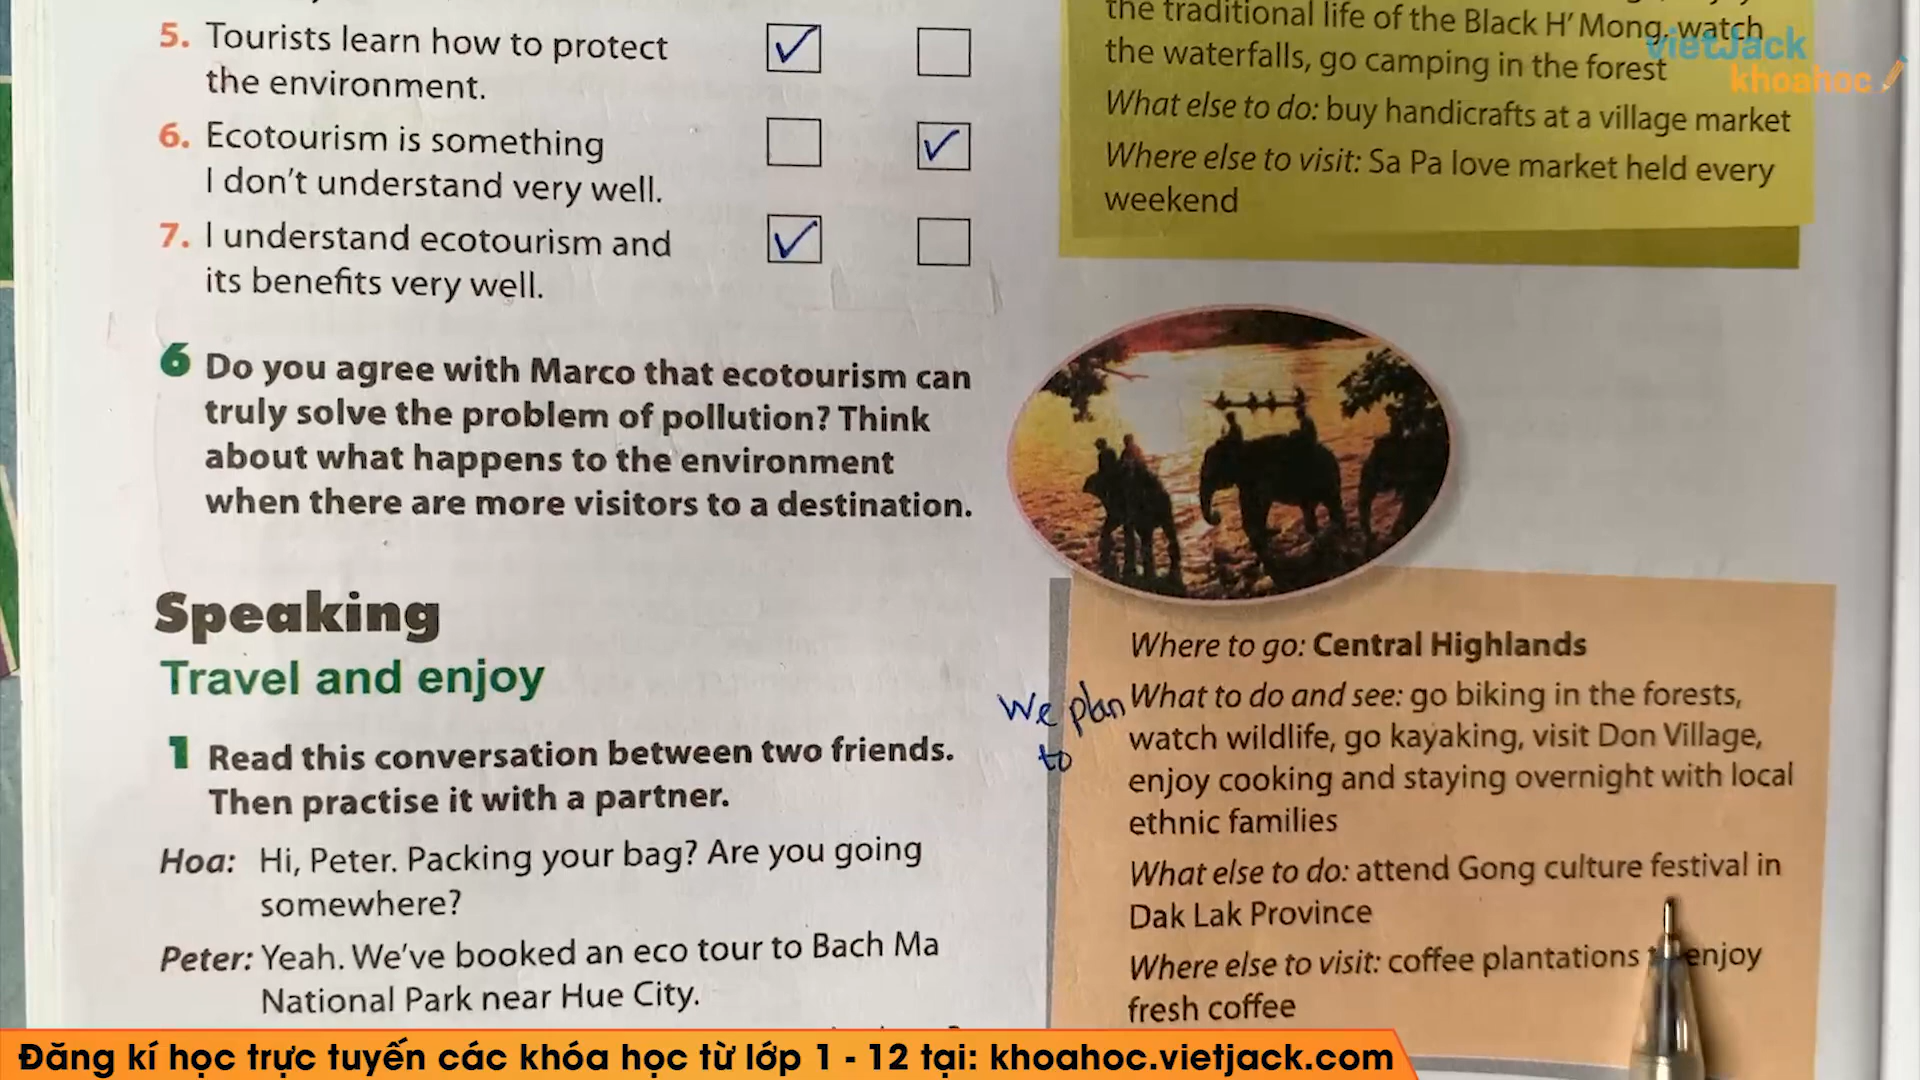 5. Tourists learn how to protect
the environment.
6. Ecotourism is something
I don't understand very well.
7. I understand ecotourism and
its benefits very well.
6 Do you agree with Marco that ecotourism can
truly solve the problem of pollution? Think
about what happens to the environment
when there are more visitors to a destination.
Speaking
Travel and enjoy
1 Read this conversation between two friends.
Then practise it with a partner.
Hoa: Hi, Peter. Packing your bag? Are you going
somewhere?
Peter: Yeah. We've booked an eco tour to Bach Ma
National Park near Hue City.
the traditional life of the Black H'Mong, watch
the waterfalls, go camping in the forest
What else to do: buy handicrafts at a village market
Where else to visit: Sa Pa love market held every
weekend
vietJack
khoahoc
Where to go: Central Highlands
We plan
to
What to do and see: go biking in the forests,
watch wildlife, go kayaking, visit Don Village,
enjoy cooking and staying overnight with local
ethnic families
What else to do: attend Gong culture festival in
Dak Lak Province
Where else to visit: coffee plantations enjoy
fresh coffee
Đăng kí học trực tuyến các khóa học từ lớp 1 - 12 tại: khoahoc.vietjack.com